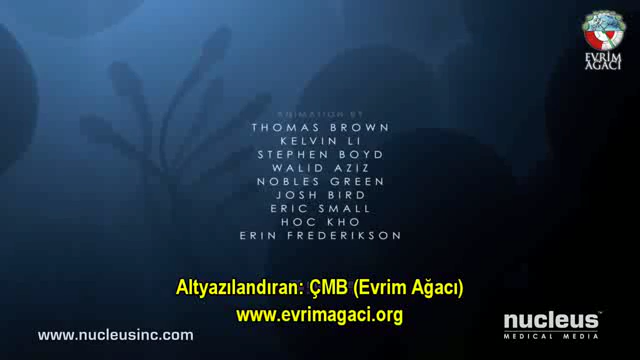 EVRİM
AĞACI
ANIMATION BY
THOMAS BROWN
KELVIN LI
STEPHEN BOYD
WALID AZIZ
NOBLES GREEN
JOSH BIRD
ERIC SMALL
HOC KHO
ERIN FREDERIKSON
Altyazılandıran: ÇMB (Evrim Ağacı)
www.evrimagaci.org
www.nucleusinc.com
nucleus™
MEDICAL MEDIA